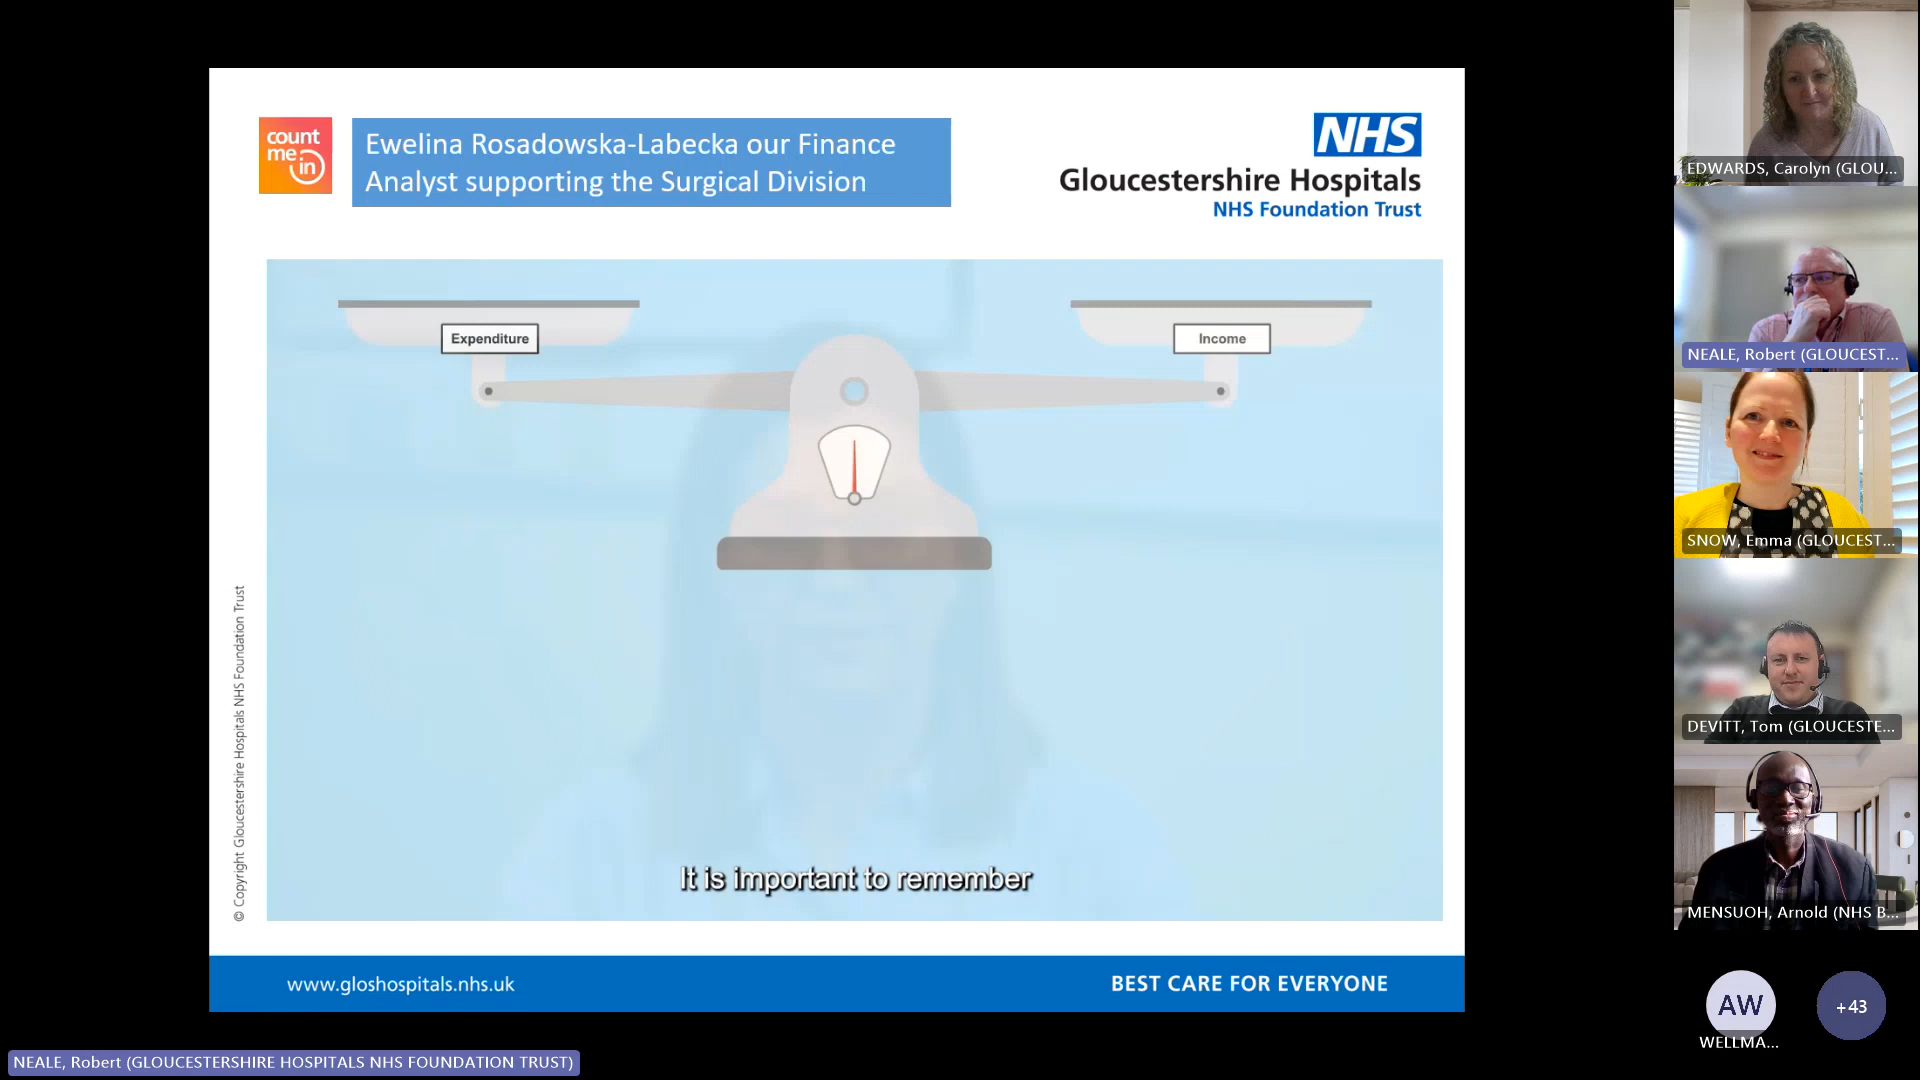 count
me
in
Ewelina Rosadowska-Labecka our Finance
Analyst supporting the Surgical Division
NHS
Gloucestershire Hospitals
NHS Foundation Trust
Expenditure
Income
It is important to remember
© Copyright Gloucestershire Hospitals NHS Foundation Trust
www.gloshospitals.nhs.uk
BEST CARE FOR EVERYONE
EDWARDS, Carolyn (GLOU...
NEALE, Robert (GLOUCEST...
SNOW, Emma (GLOUCEST...
DEVITT, Tom (GLOUCESTE...
MENSUOH, Arnold (NHS B...
AW
WELLMA...
+43
NEALE, Robert (GLOUCESTERSHIRE HOSPITALS NHS FOUNDATION TRUST)